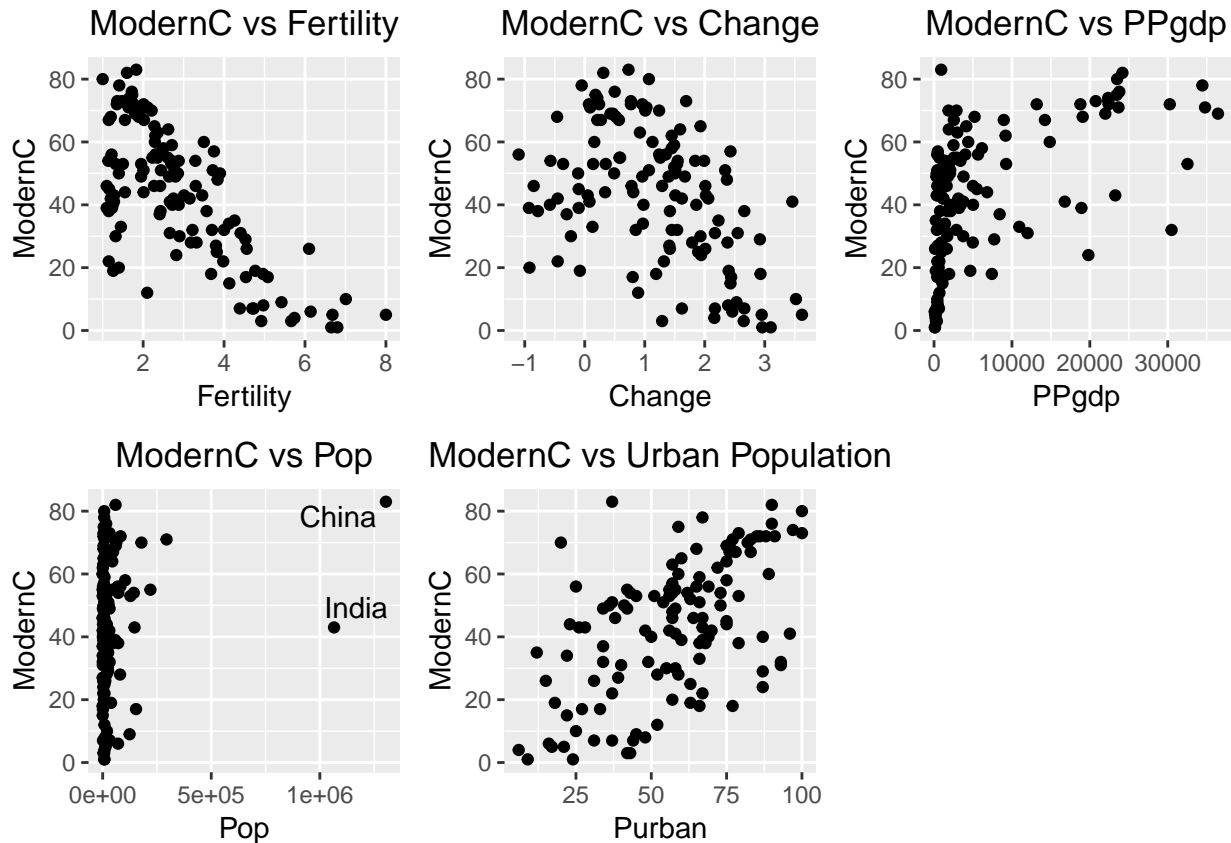 ModernC vs Fertility
80
60
40
20
0
ModernC
2
4
6
8
Fertility
ModernC vs Change
80
60
40
20
0
ModernC
−1
0
1
2
3
Change
ModernC vs PPgdp
80
60
40
20
0
ModernC
0
10000
20000
30000
PPgdp
ModernC vs Pop
80
60
40
20
0
ModernC
China
India
0e+00
5e+05
1e+06
Pop
ModernC vs Urban Population
80
60
40
20
0
ModernC
25
50
75
100
Purban